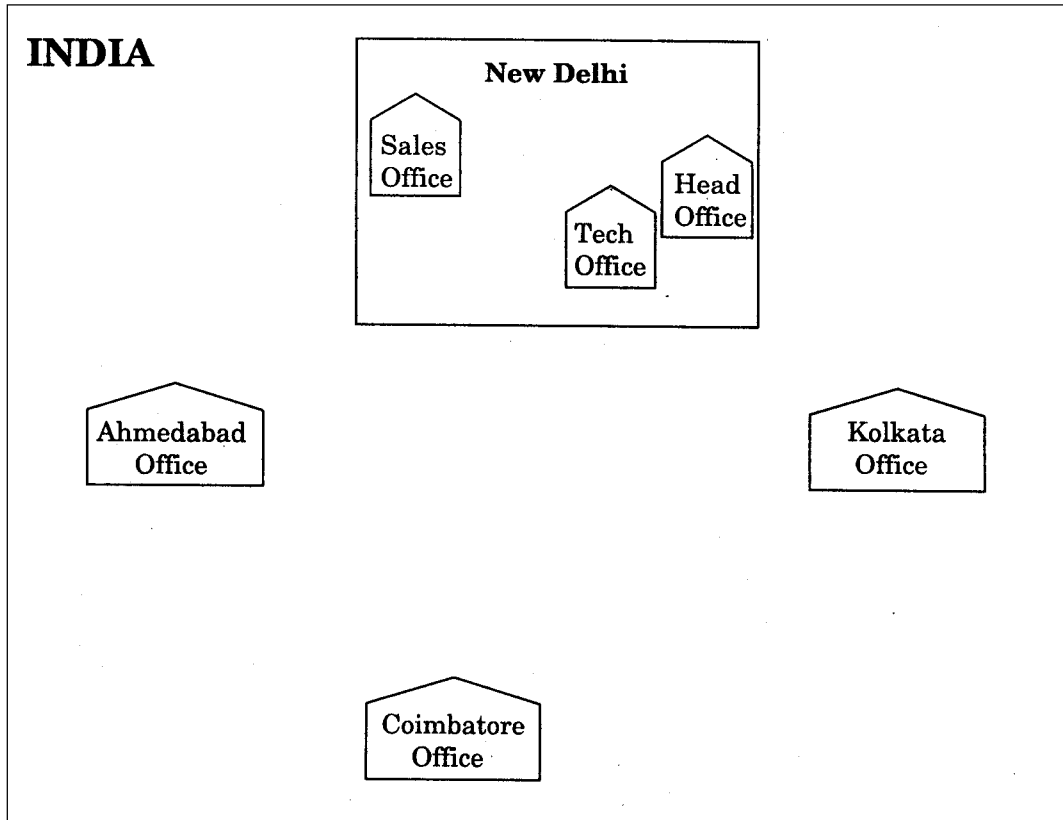 INDIA
New Delhi
Sales
Office
Head
Office
Tech
Office
Ahmedabad
Office
Kolkata
Office
Coimbatore
Office